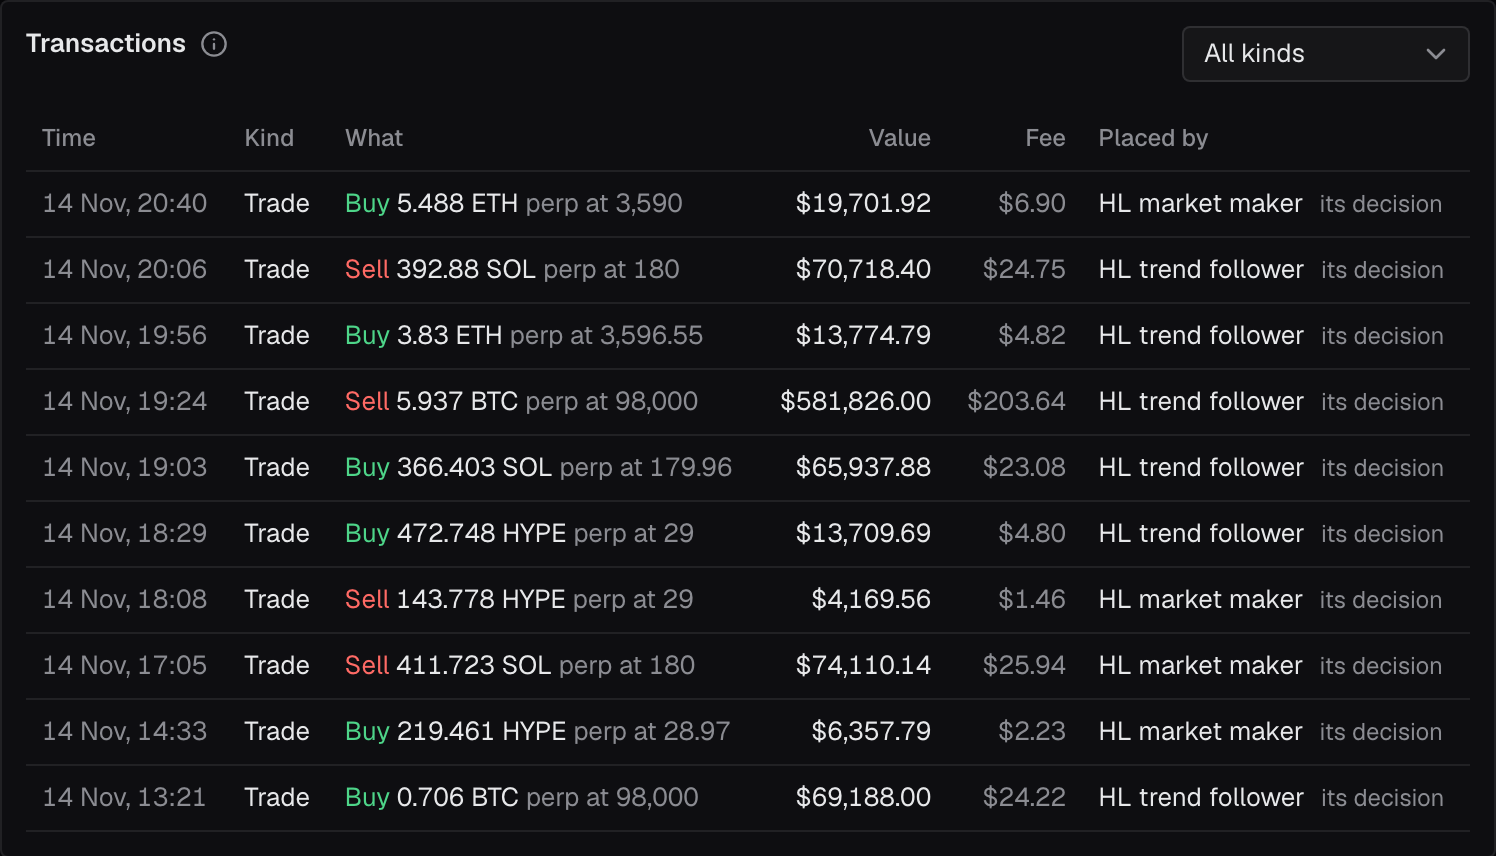 Transactions
All kinds
Time Kind What Value Fee Placed by
14 Nov, 20:40 Trade Buy 5.488 ETH perp at 3,590 $19,701.92 $6.90 HL market maker its decision
14 Nov, 20:06 Trade Sell 392.88 SOL perp at 180 $70,718.40 $24.75 HL trend follower its decision
14 Nov, 19:56 Trade Buy 3.83 ETH perp at 3,596.55 $13,774.79 $4.82 HL trend follower its decision
14 Nov, 19:24 Trade Sell 5.937 BTC perp at 98,000 $581,826.00 $203.64 HL trend follower its decision
14 Nov, 19:03 Trade Buy 366.403 SOL perp at 179.96 $65,937.88 $23.08 HL trend follower its decision
14 Nov, 18:29 Trade Buy 472.748 HYPE perp at 29 $13,709.69 $4.80 HL trend follower its decision
14 Nov, 18:08 Trade Sell 143.778 HYPE perp at 29 $4,169.56 $1.46 HL market maker its decision
14 Nov, 17:05 Trade Sell 411.723 SOL perp at 180 $74,110.14 $25.94 HL market maker its decision
14 Nov, 14:33 Trade Buy 219.461 HYPE perp at 28.97 $6,357.79 $2.23 HL market maker its decision
14 Nov, 13:21 Trade Buy 0.706 BTC perp at 98,000 $69,188.00 $24.22 HL trend follower its decision